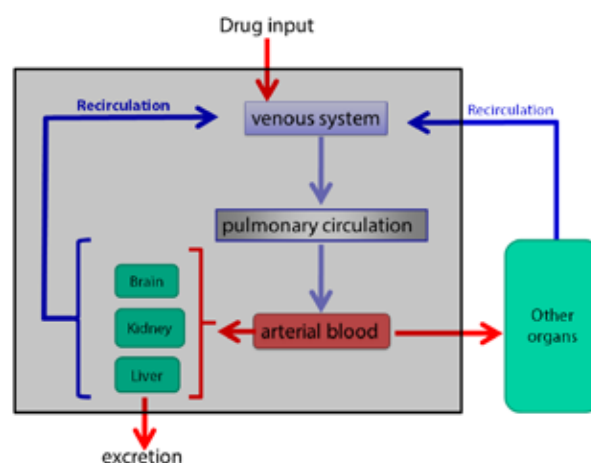 Drug input
Recirculation
Recirculation
venous system
pulmonary circulation
Brain
Kidney
Liver
arterial blood
Other
organs
excretion